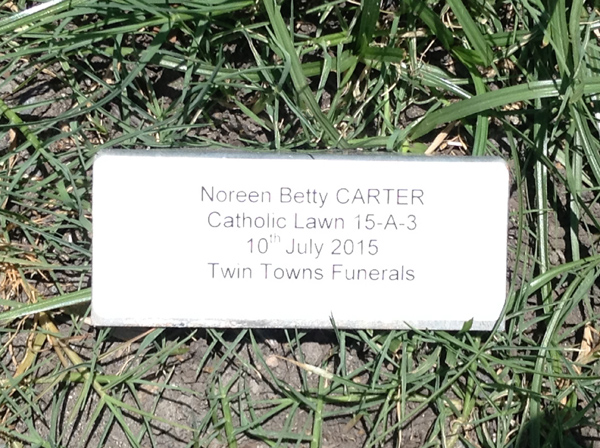 Noreen Betty CARTER
Catholic Lawn 15-A-3
10th July 2015
Twin Towns Funerals